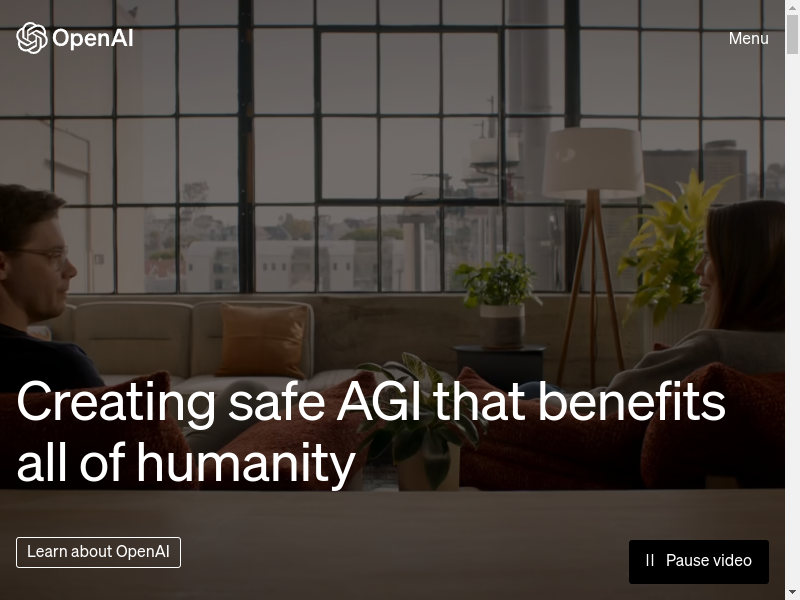 OpenAI
Menu
Creating safe AGI that benefits
all of humanity
Learn about OpenAI
Pause video